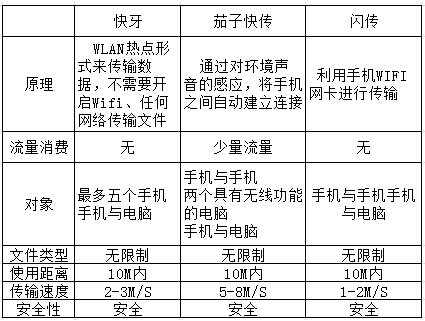 快牙 茄子快传 闪传
原理
WLAN热点形
式来传输数
据，不需要开
启Wifi、任何
网络传输文件
通过对环境声
音的感应，将手机
之间自动建立连接
利用手机WIFI
网卡进行传输
流量消费 无 少量流量 无
对象
最多五个手机
手机与电脑
手机与手机
两个具有无线功能
的电脑
手机与电脑
手机与手机手机
与电脑
文件类型 无限制 无限制 无限制
使用距离 10M内 10M内 10M内
传输速度 2-3M/S 5-8M/S 1-2M/S
安全性 安全 安全 安全